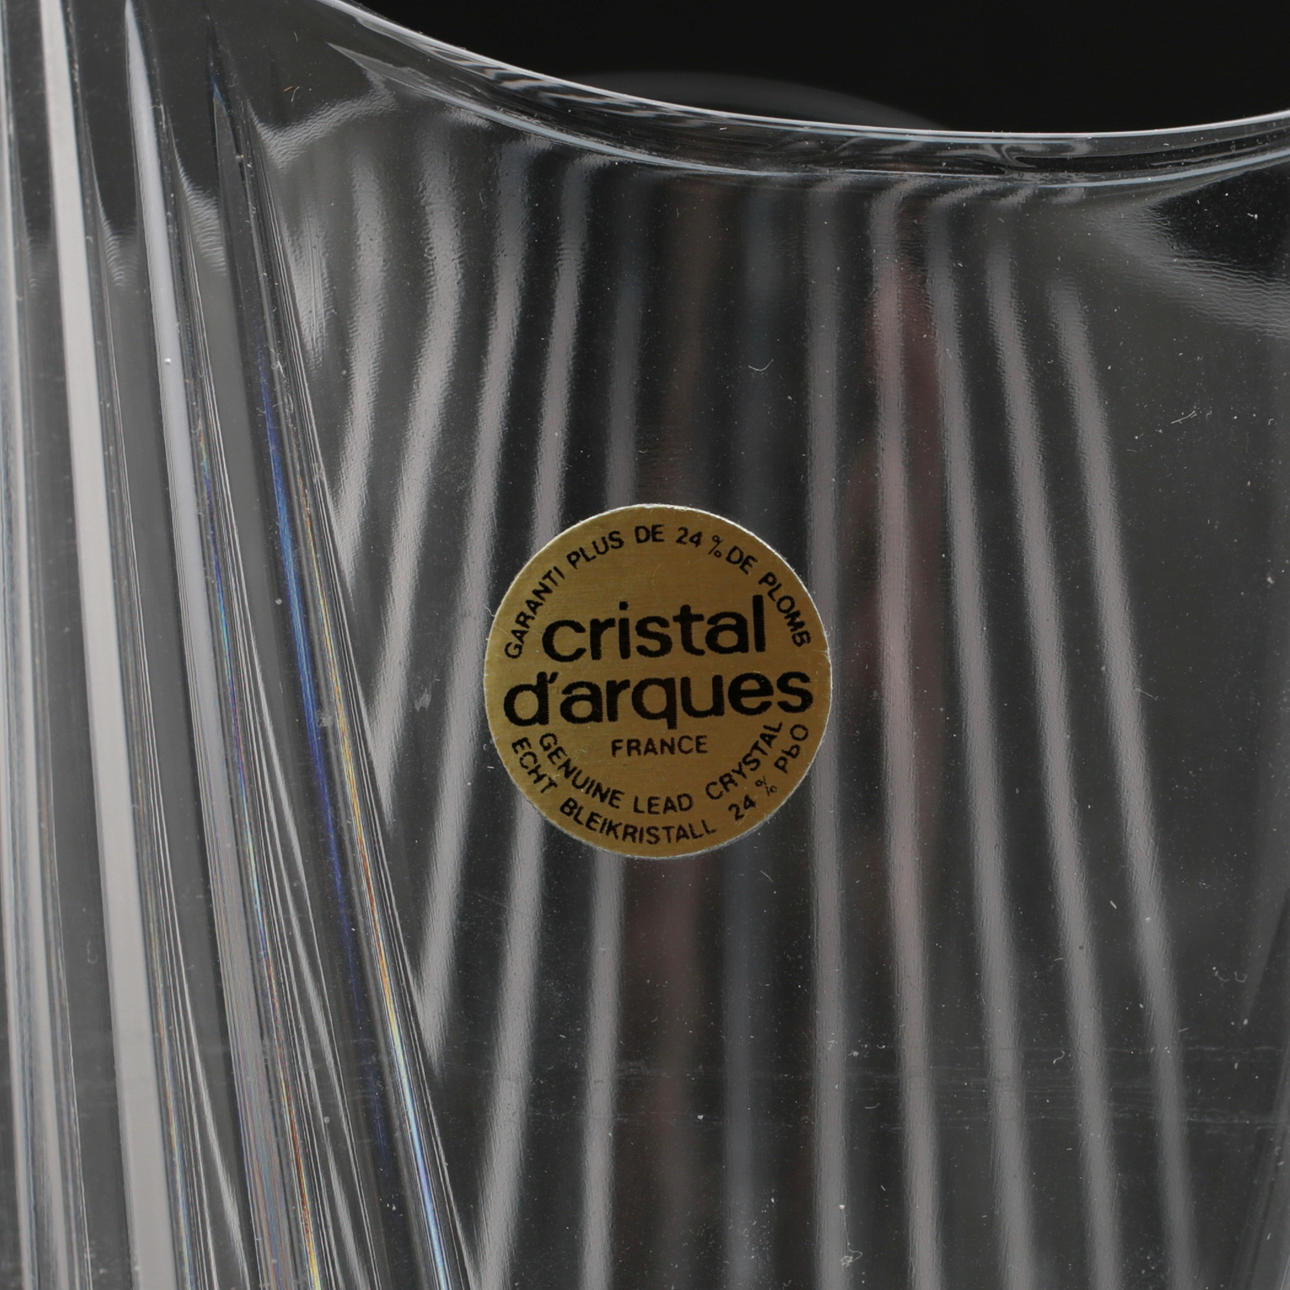 GARANTI PLUS DE 24 % DE PLOMB
cristal
d'arques
FRANCE
GENUINE LEAD CRYSTAL
ECHT BLEIKRISTALL 24 % PbO